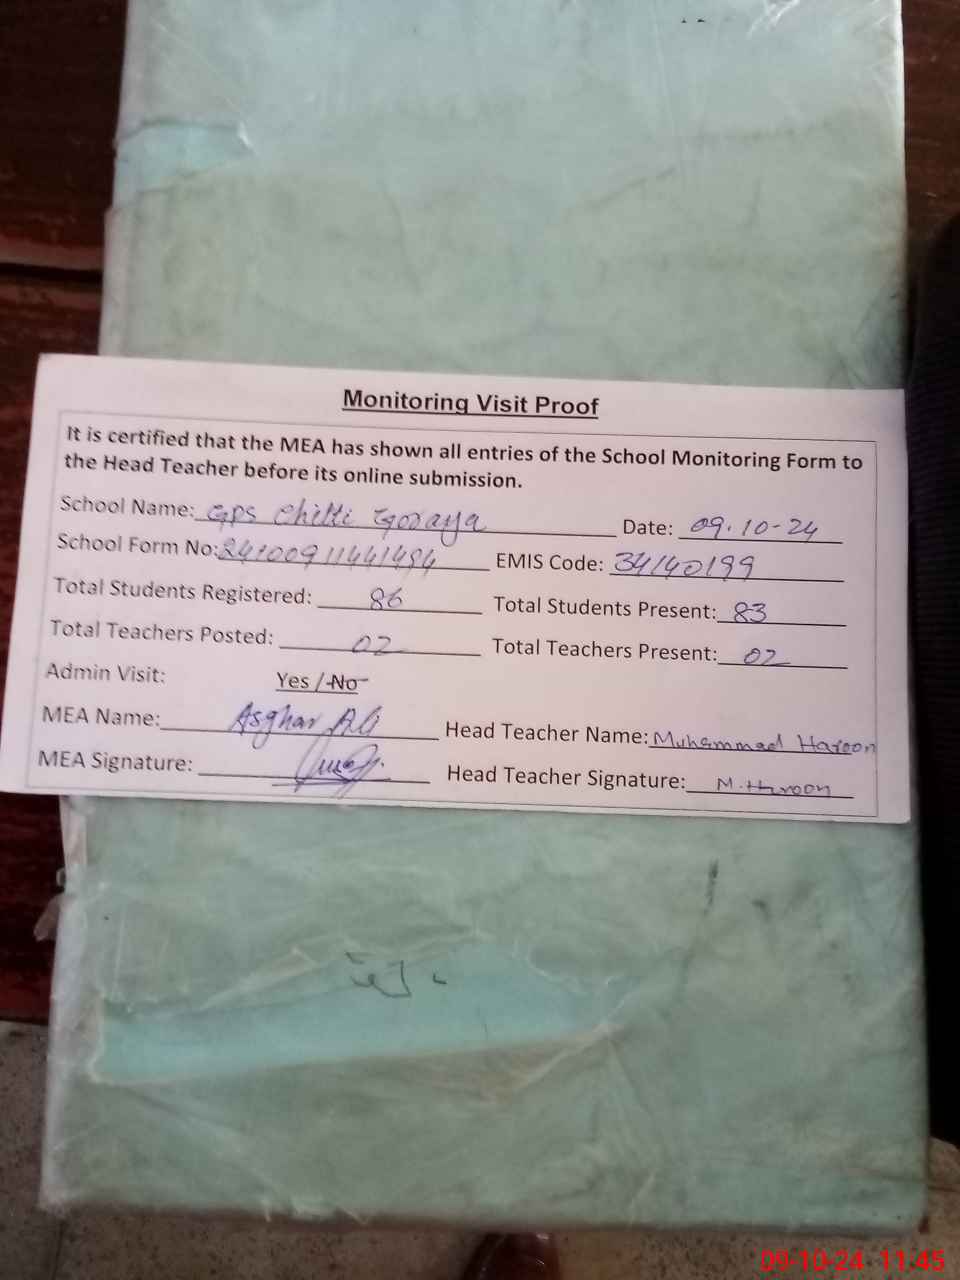 Monitoring Visit Proof
It is certified that the MEA has shown all entries of the School Monitoring Form to
the Head Teacher before its online submission.
School Name: GPS Chitti Goraya Date: 09.10-24
School Form No: 24100911441494 EMIS Code: 34140199
Total Students Registered: 86 Total Students Present: 83
Total Teachers Posted: 02 Total Teachers Present: 02
Admin Visit: Yes / No
MEA Name: Asghar Ali Head Teacher Name: Muhammad Haroon
MEA Signature: Head Teacher Signature: M. Haroon
09-10-24 11:45